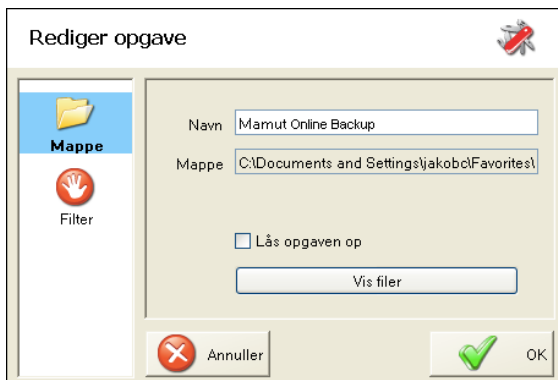 Rediger opgave
Mappe
Filter
Navn Mamut Online Backup
Mappe C:\Documents and Settings\jakobc\Favorites\
Lås opgaven op
Vis filer
Annuller
OK